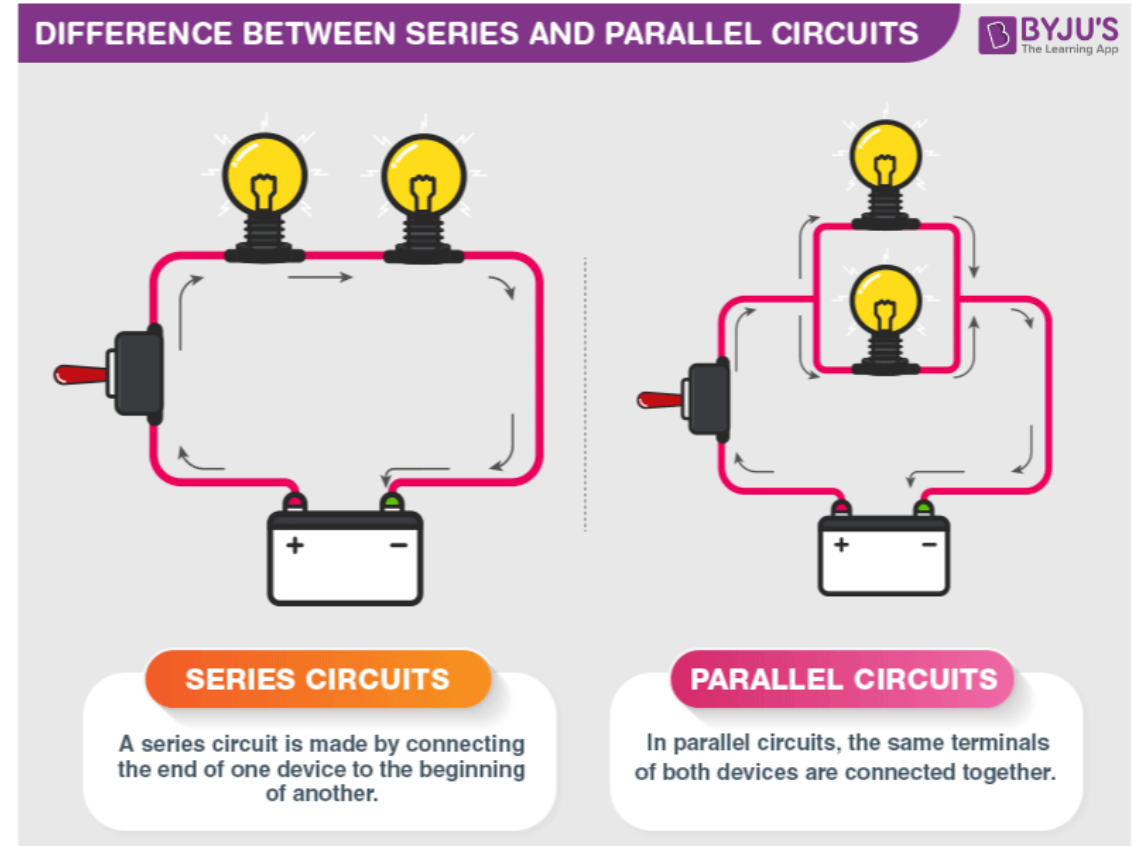 DIFFERENCE BETWEEN SERIES AND PARALLEL CIRCUITS
B BYJU'S
The Learning App
+ −
+ −
SERIES CIRCUITS
A series circuit is made by connecting
the end of one device to the beginning
of another.
PARALLEL CIRCUITS
In parallel circuits, the same terminals
of both devices are connected together.